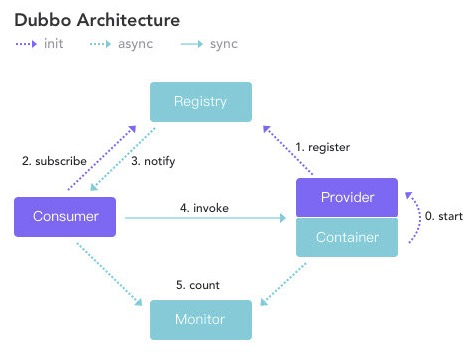 Dubbo Architecture
init async sync
Registry
1. register
2. subscribe 3. notify
Provider
Consumer 4. invoke 0. start
Container
5. count
Monitor